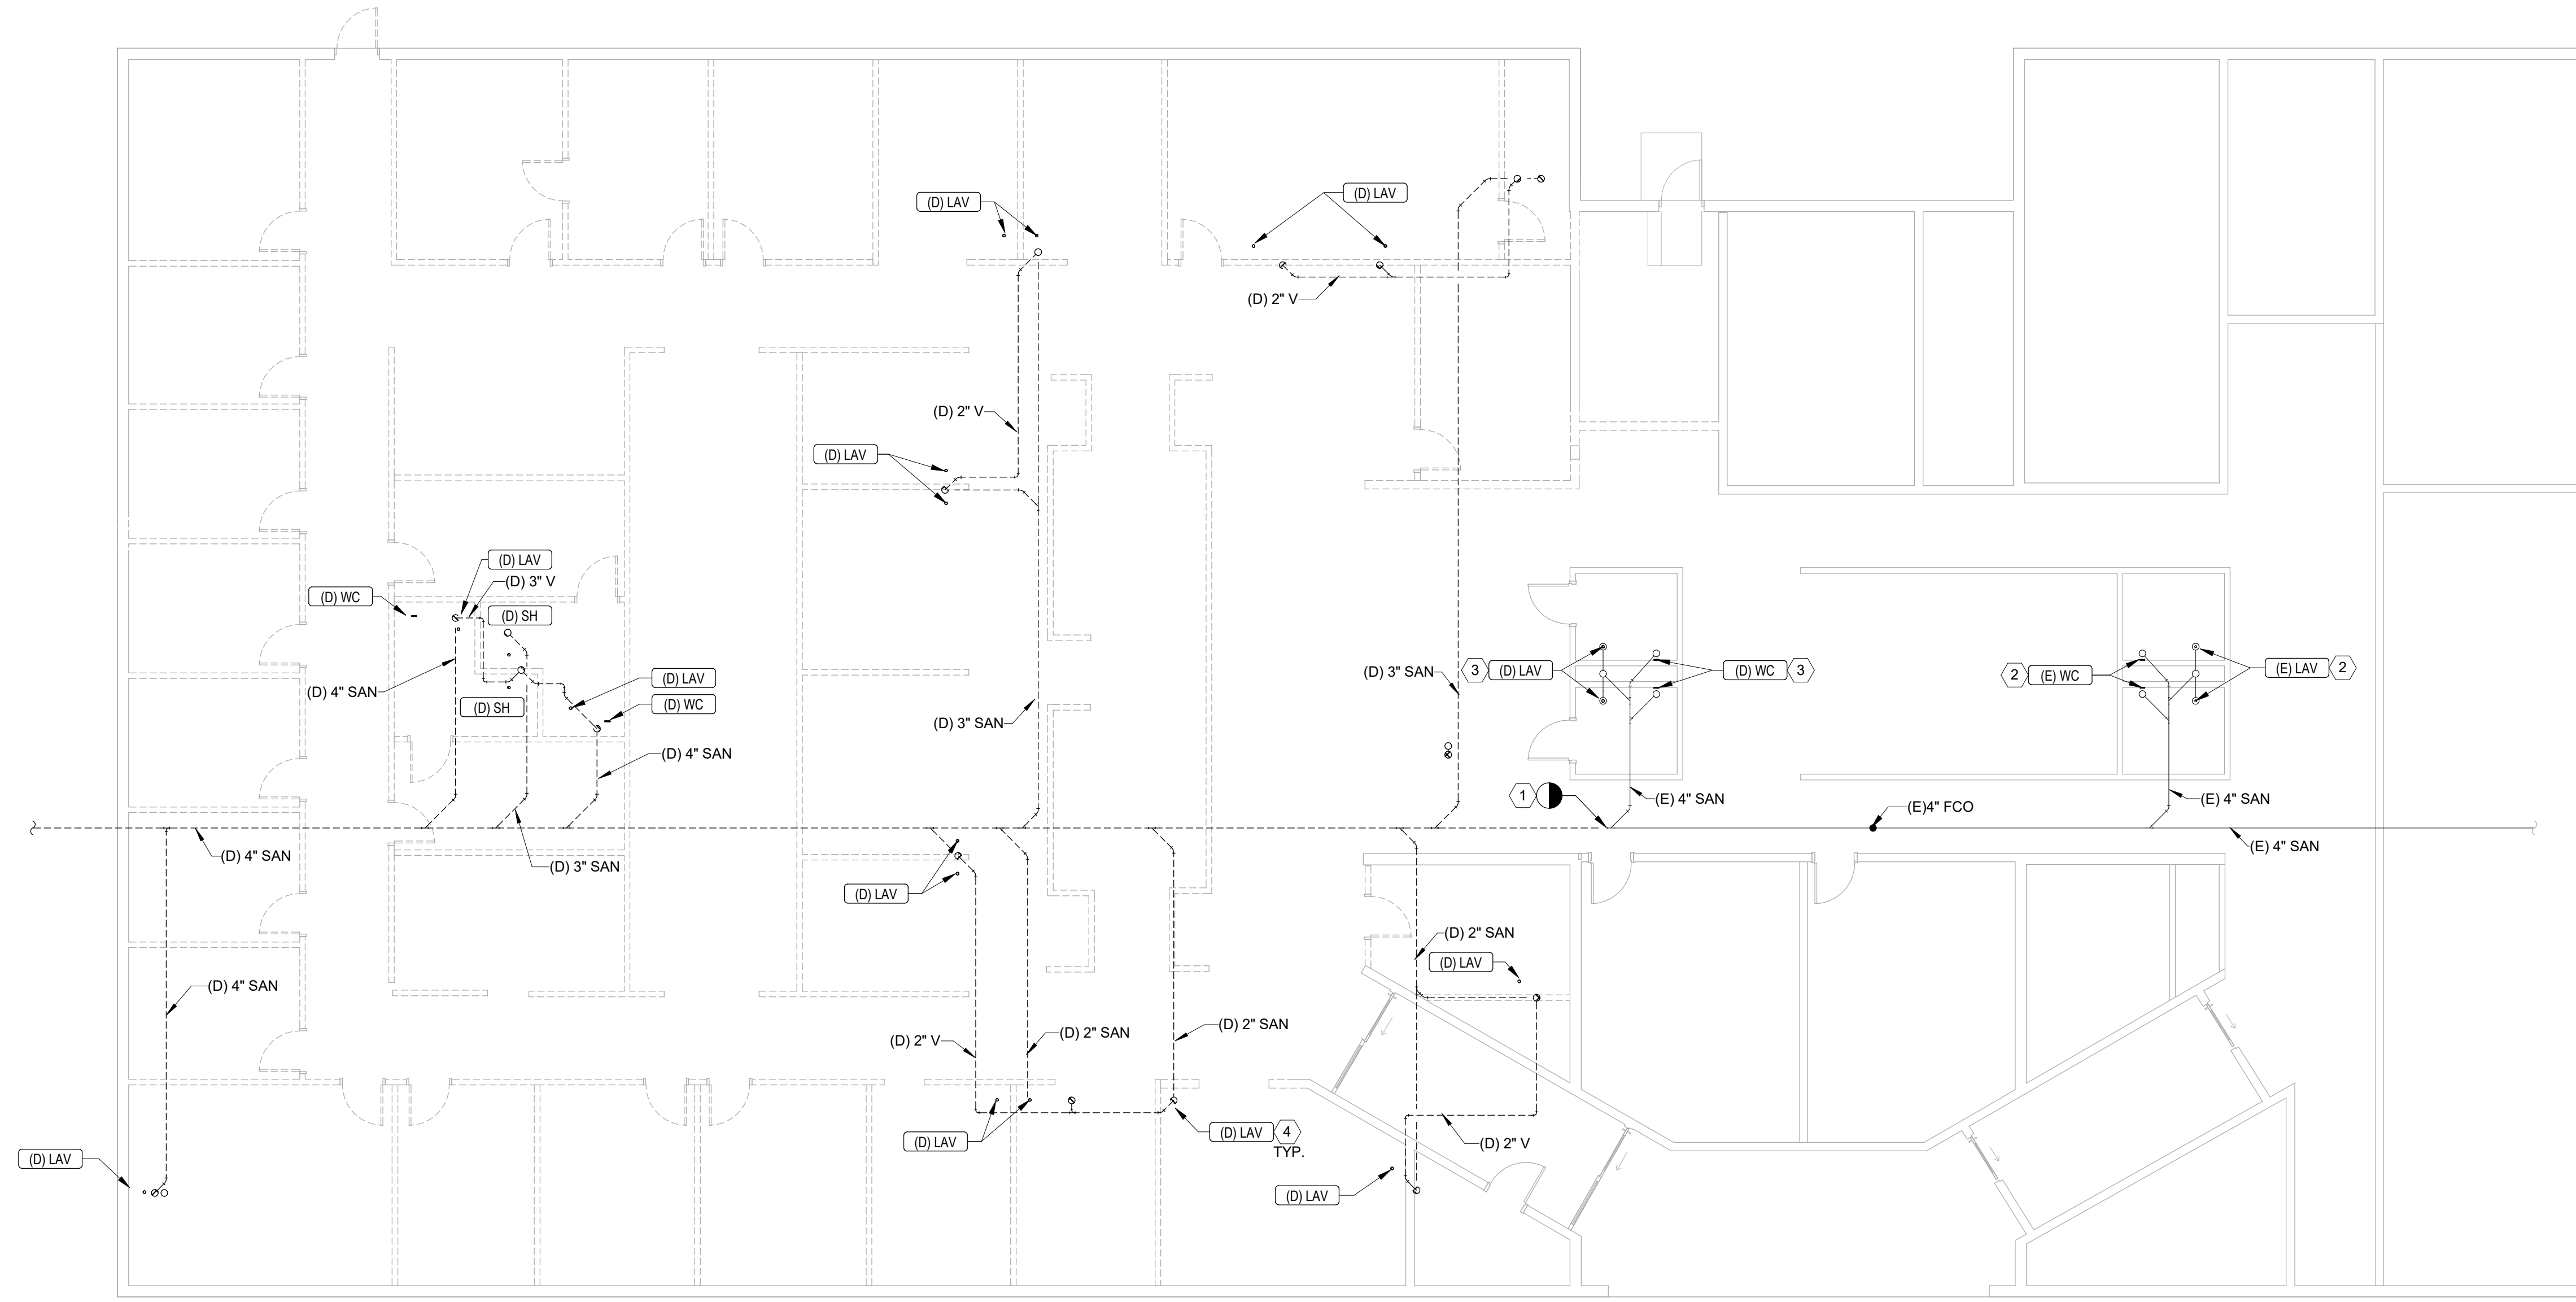 (D) LAV
(D) LAV
(D) 2" V
(D) 2" V
(D) LAV
(D) LAV
(D) 3" V
(D) WC
(D) SH
(D) LAV
(D) 4" SAN
(D) SH
(D) WC
(D) 3" SAN
(D) 4" SAN
(D) 3" SAN
3
(D) LAV
(D) WC
3
2
(E) WC
(E) LAV
2
1
(E) 4" SAN
(E)4" FCO
(E) 4" SAN
(E) 4" SAN
(D) 4" SAN
(D) 3" SAN
(D) LAV
(D) 2" SAN
(D) LAV
(D) 4" SAN
(D) 2" V
(D) 2" SAN
(D) 2" SAN
(D) LAV
(D) LAV
4
TYP.
(D) 2" V
(D) LAV
(D) LAV